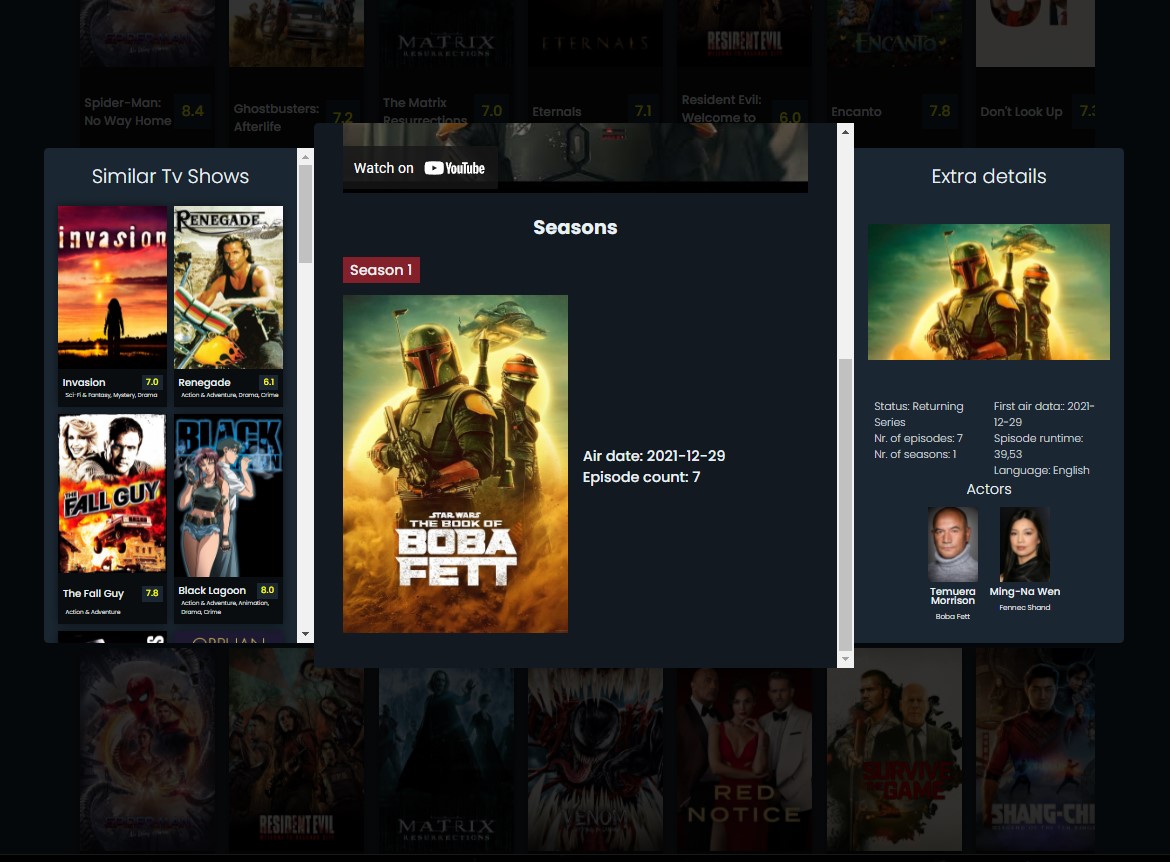 SPIDER-MAN
MATRIX
RESURRECTIONS
ETERNALS
RESIDENT EVIL
ENCANTO
Spider-Man:
No Way Home
8.4
Ghostbusters:
Afterlife
7.2
The Matrix
Resurrections
7.0
Eternals
7.1
Resident Evil:
Welcome to
6.0
Encanto
7.8
Don't Look Up
7.3
Similar Tv Shows
invasion
RENEGADE
Invasion
7.0
Sci-Fi & Fantasy, Mystery, Drama
Renegade
6.1
Action & Adventure, Drama, Crime
THE
FALL GUY
BLACK
The Fall Guy
7.8
Action & Adventure
Black Lagoon
8.0
Action & Adventure, Animation,
Drama, Crime
ORPHAN
Watch on YouTube
Seasons
Season 1
STAR WARS
THE BOOK OF
BOBA
FETT
Air date: 2021-12-29
Episode count: 7
Extra details
Status: Returning
Series
Nr. of episodes: 7
Nr. of seasons: 1
First air data:: 2021-
12-29
Spisode runtime:
39,53
Language: English
Actors
Temuera
Morrison
Boba Fett
Ming-Na Wen
Fennec Shand
SPIDER-MAN
RESIDENT EVIL
MATRIX
RESURRECTIONS
VENOM
RED
NOTICE
SURVIVE
THE GAME
SHANG-CHI